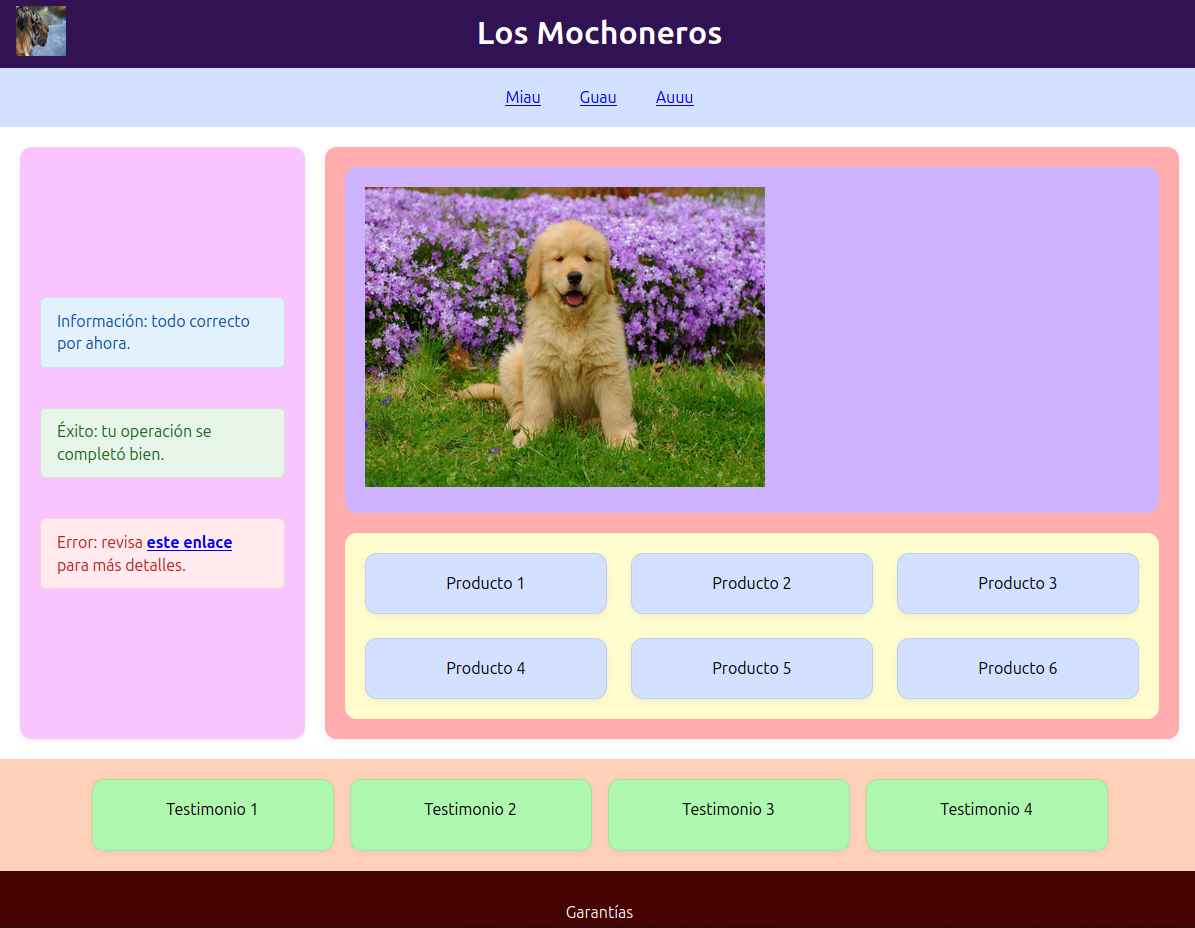 Los Mochoneros
Miau Guau Auuu
Información: todo correcto
por ahora.
Éxito: tu operación se
completó bien.
Error: revisa este enlace
para más detalles.
Producto 1 Producto 2 Producto 3
Producto 4 Producto 5 Producto 6
Testimonio 1 Testimonio 2 Testimonio 3 Testimonio 4
Garantías